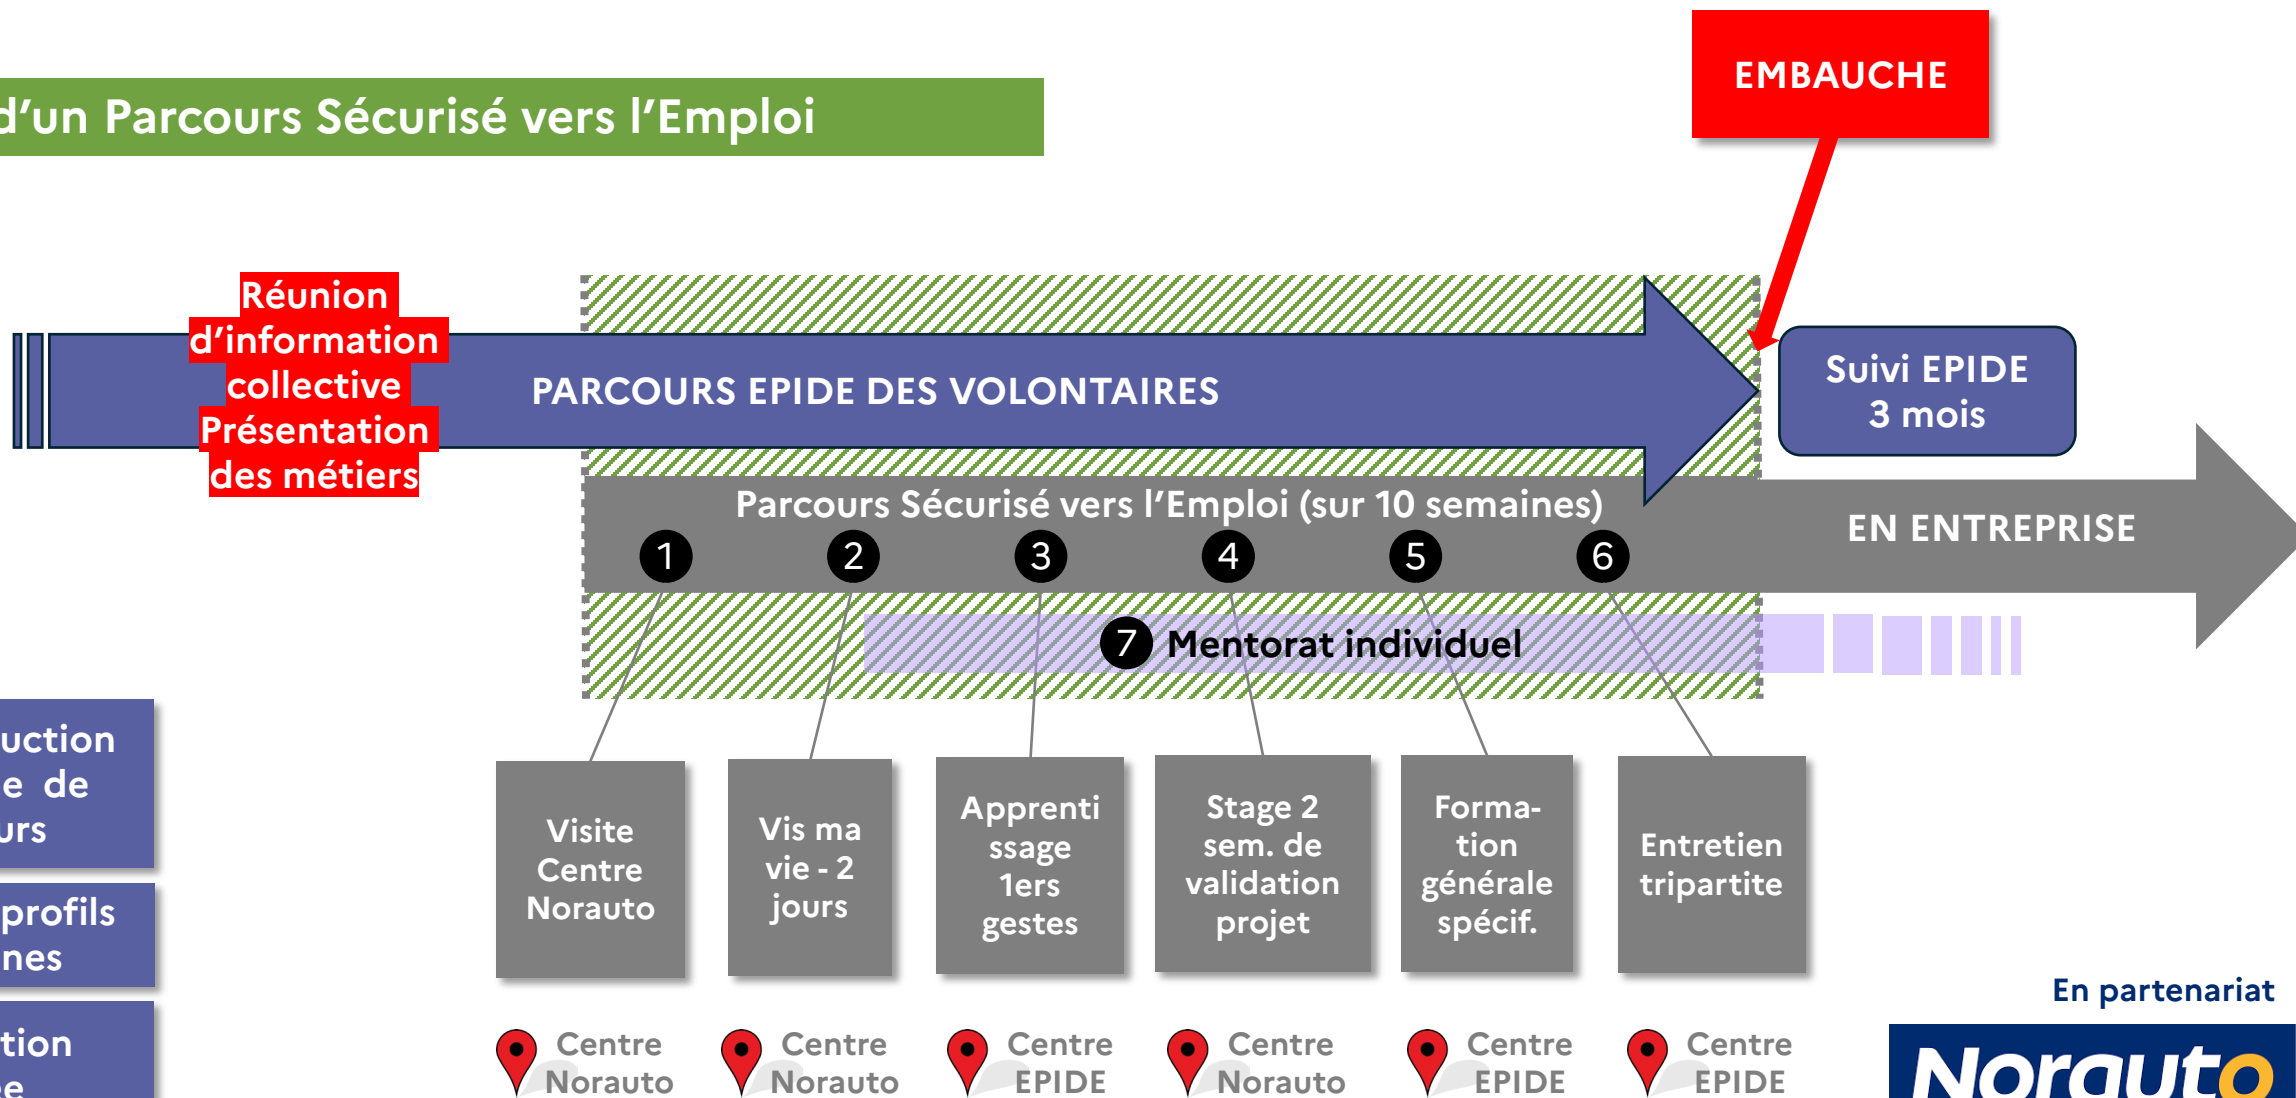 EMBAUCHE
d'un Parcours Sécurisé vers l'Emploi
Réunion
d'information
collective
Présentation
des métiers
PARCOURS EPIDE DES VOLONTAIRES
Suivi EPIDE
3 mois
Parcours Sécurisé vers l'Emploi (sur 10 semaines)
EN ENTREPRISE
1
2
3
4
5
6
7 Mentorat individuel
de
profils
Visite
Centre
Norauto
Vis ma
vie - 2
jours
Apprenti
ssage
1ers
gestes
Stage 2
sem. de
validation
projet
Forma-
tion
générale
spécif.
Entretien
tripartite
Centre
Norauto
Centre
Norauto
Centre
EPIDE
Centre
Norauto
Centre
EPIDE
Centre
EPIDE
En partenariat
Norauto